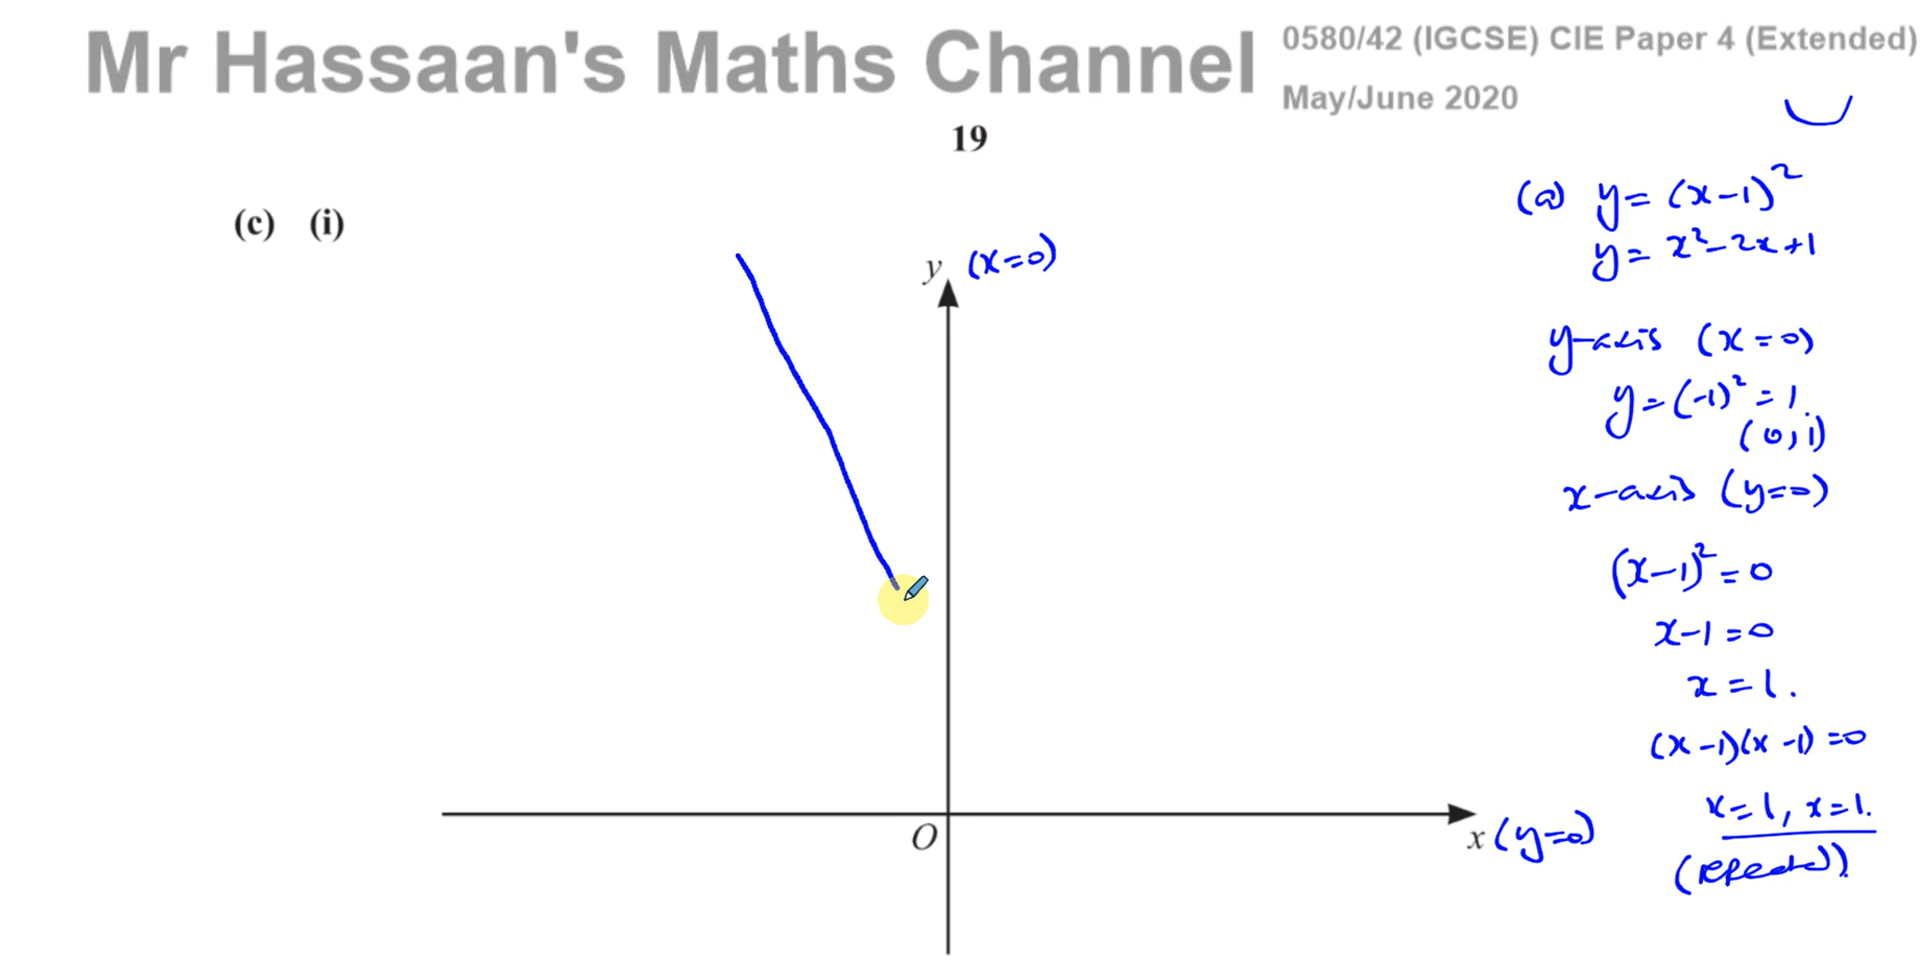 Mr Hassaan's Maths Channel
0580/42 (IGCSE) CIE Paper 4 (Extended)
May/June 2020
19
(c) (i)
y (x=0)
O
x (y=0)
(a) y = (x-1)²
y = x²-2x+1
y-axis (x=0)
y = (-1)² = 1.
(0,1)
x-axis (y=0)
(x-1)² = 0
x-1 = 0
x = 1.
(x-1)(x-1) = 0
x=1, x=1.
(repeated).